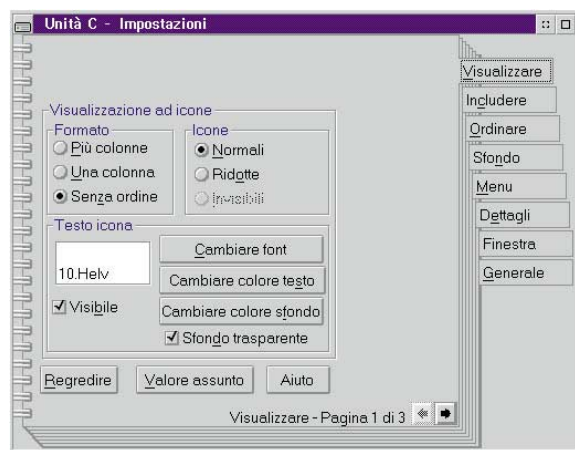 Unità C - Impostazioni
Visualizzare
Includere
Ordinare
Sfondo
Menu
Dettagli
Finestra
Generale
Visualizzazione ad icone
Formato
Più colonne
Una colonna
Senza ordine
Icone
Normali
Ridotte
Invisibili
Testo icona
10.Helv
Visibile
Cambiare font
Cambiare colore testo
Cambiare colore sfondo
Sfondo trasparente
Regredire
Valore assunto
Aiuto
Visualizzare - Pagina 1 di 3